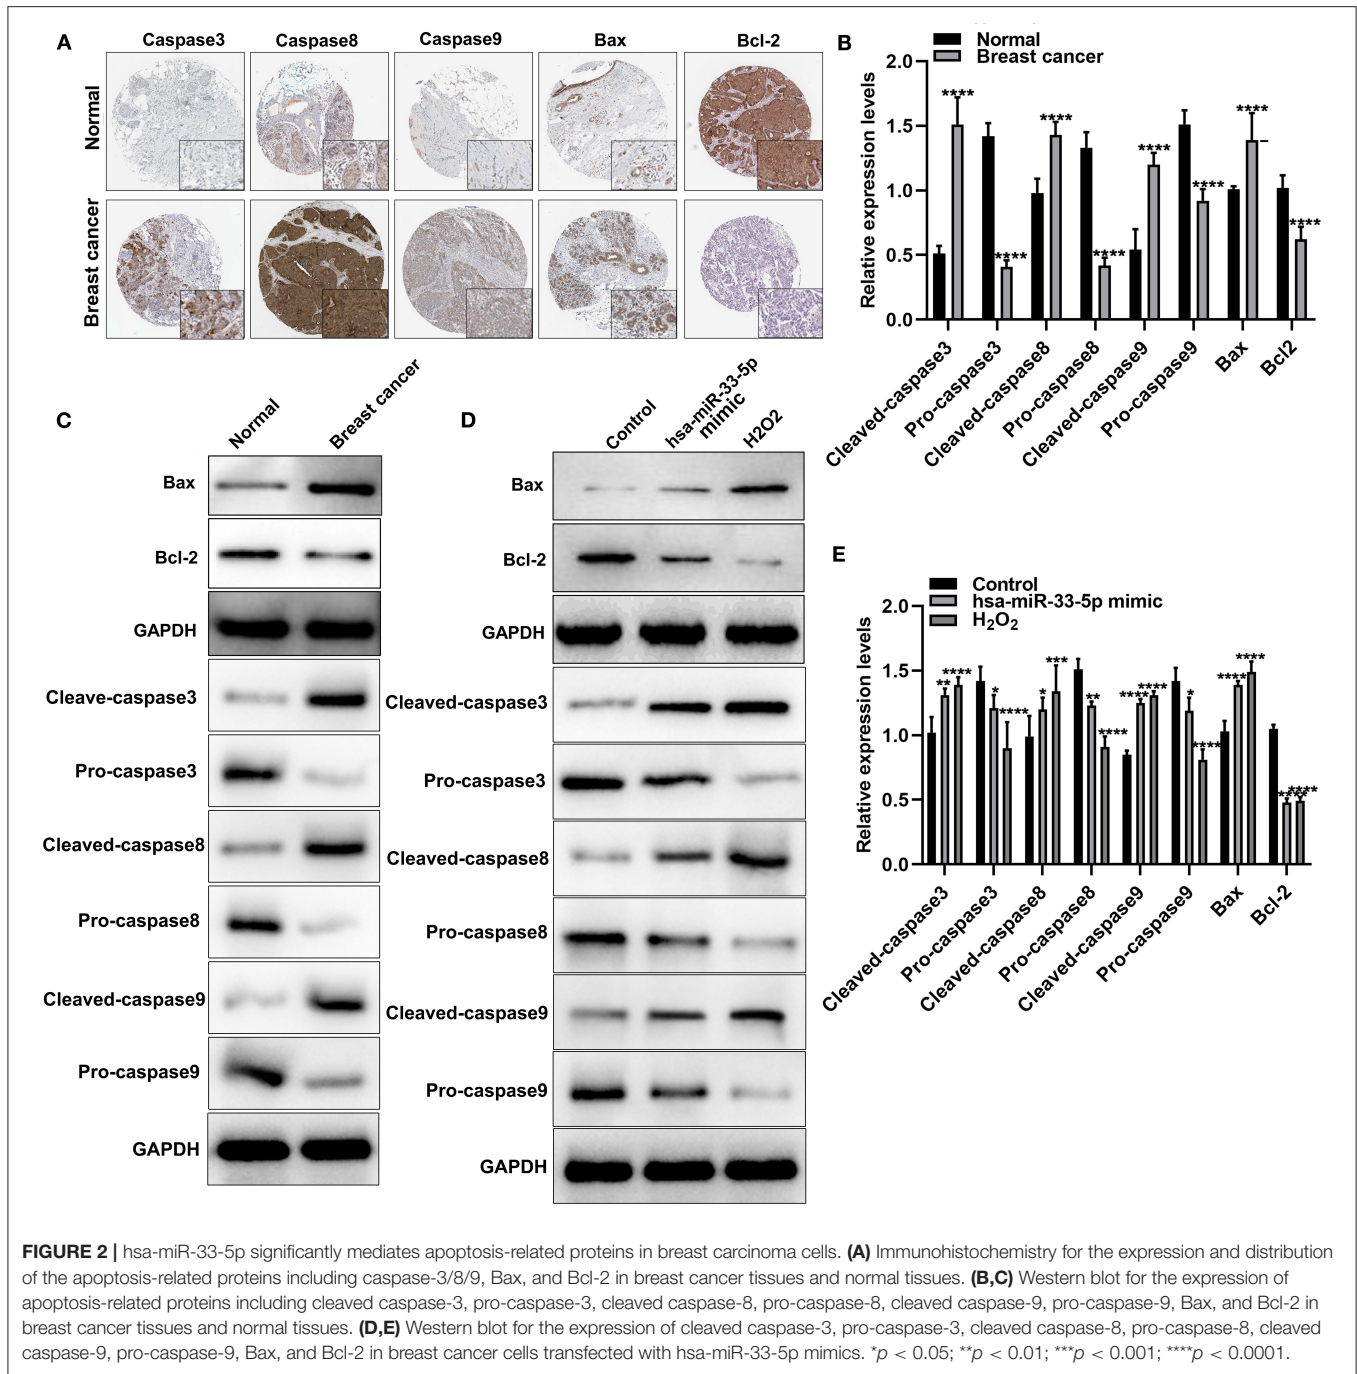 A
Caspase3 Caspase8 Caspase9 Bax Bcl-2
Normal
Breast cancer
B
Normal
Breast cancer
Relative expression levels
2.0
1.5
1.0
0.5
0.0
**** **** **** **** **** **** **** ****
Cleaved-caspase3
Pro-caspase3
Cleaved-caspase8
Pro-caspase8
Cleaved-caspase9
Pro-caspase9
Bax
Bcl2
C
Normal
Breast cancer
Bax
Bcl-2
GAPDH
Cleave-caspase3
Pro-caspase3
Cleaved-caspase8
Pro-caspase8
Cleaved-caspase9
Pro-caspase9
GAPDH
D
Control
hsa-miR-33-5p
mimic
H2O2
Bax
Bcl-2
GAPDH
Cleaved-caspase3
Pro-caspase3
Cleaved-caspase8
Pro-caspase8
Cleaved-caspase9
Pro-caspase9
GAPDH
E
Control
hsa-miR-33-5p mimic
H₂O₂
Relative expression levels
2.0
1.5
1.0
0.5
0.0
** **** * **** * *** ** **** **** **** * **** **** **** **** ****
Cleaved-caspase3
Pro-caspase3
Cleaved-caspase8
Pro-caspase8
Cleaved-caspase9
Pro-caspase9
Bax
Bcl-2
FIGURE 2 | hsa-miR-33-5p significantly mediates apoptosis-related proteins in breast carcinoma cells. (A) Immunohistochemistry for the expression and distribution
of the apoptosis-related proteins including caspase-3/8/9, Bax, and Bcl-2 in breast cancer tissues and normal tissues. (B,C) Western blot for the expression of
apoptosis-related proteins including cleaved caspase-3, pro-caspase-3, cleaved caspase-8, pro-caspase-8, cleaved caspase-9, pro-caspase-9, Bax, and Bcl-2 in
breast cancer tissues and normal tissues. (D,E) Western blot for the expression of cleaved caspase-3, pro-caspase-3, cleaved caspase-8, pro-caspase-8, cleaved
caspase-9, pro-caspase-9, Bax, and Bcl-2 in breast cancer cells transfected with hsa-miR-33-5p mimics. *p < 0.05; **p < 0.01; ***p < 0.001; ****p < 0.0001.